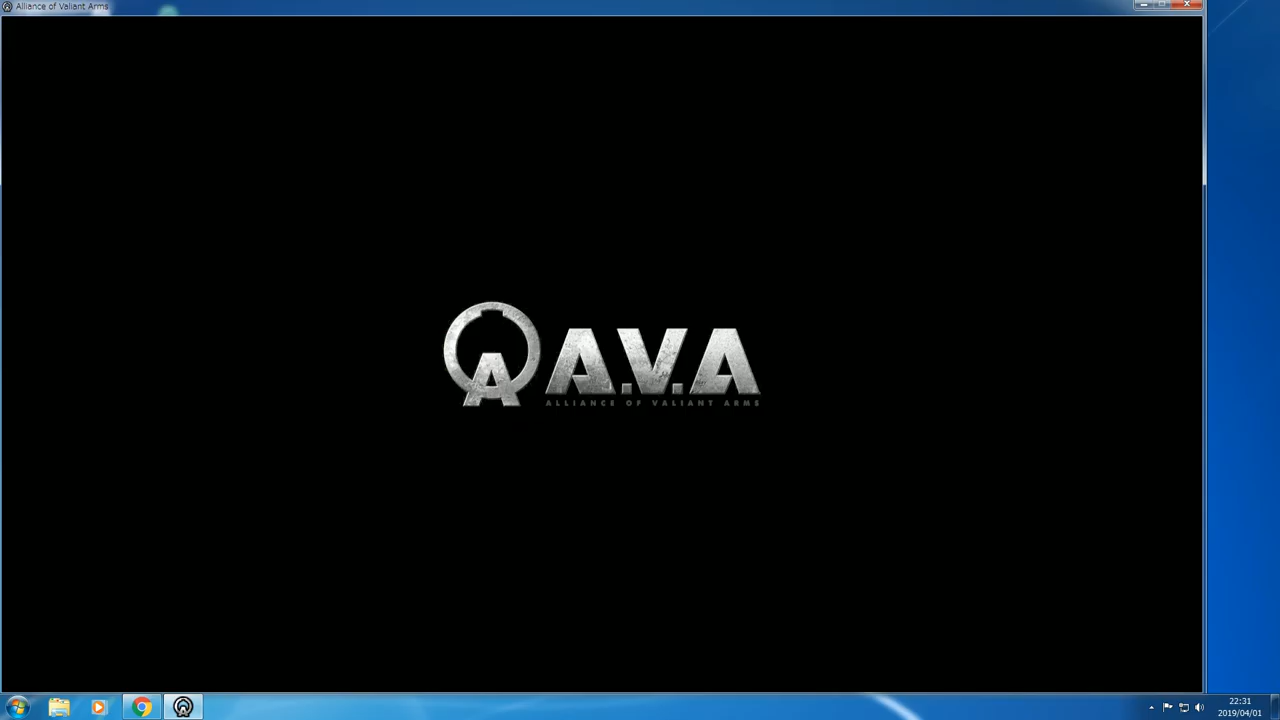 Alliance of Valiant Arms
A.V.A
ALLIANCE OF VALIANT ARMS
22:31
2019/04/01